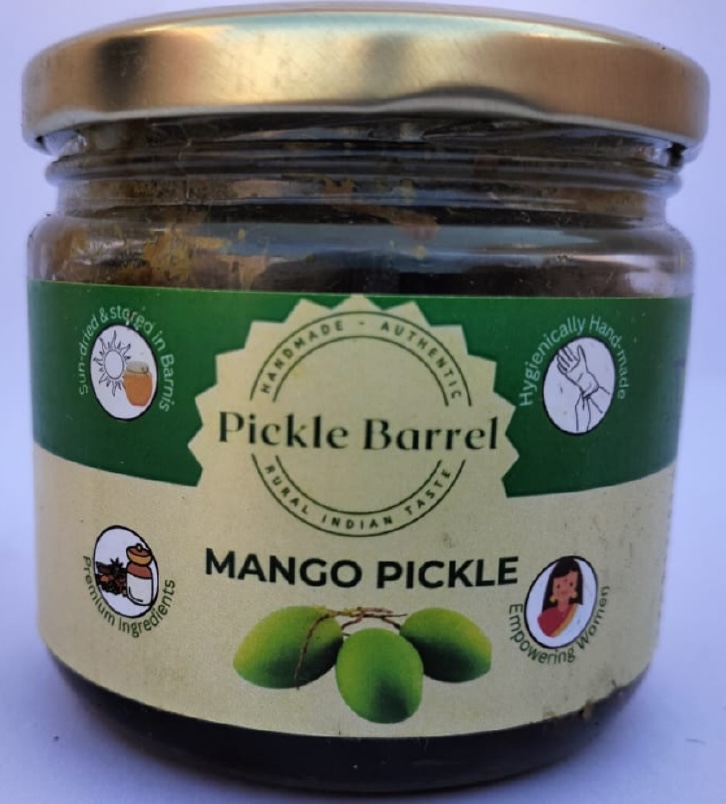 Sun-dried & stored in Barnis
HANDMADE - AUTHENTIC
Hygienically Hand-made
Pickle Barrel
RURAL INDIAN TASTE
MANGO PICKLE
Premium Ingredients
Empowering Women